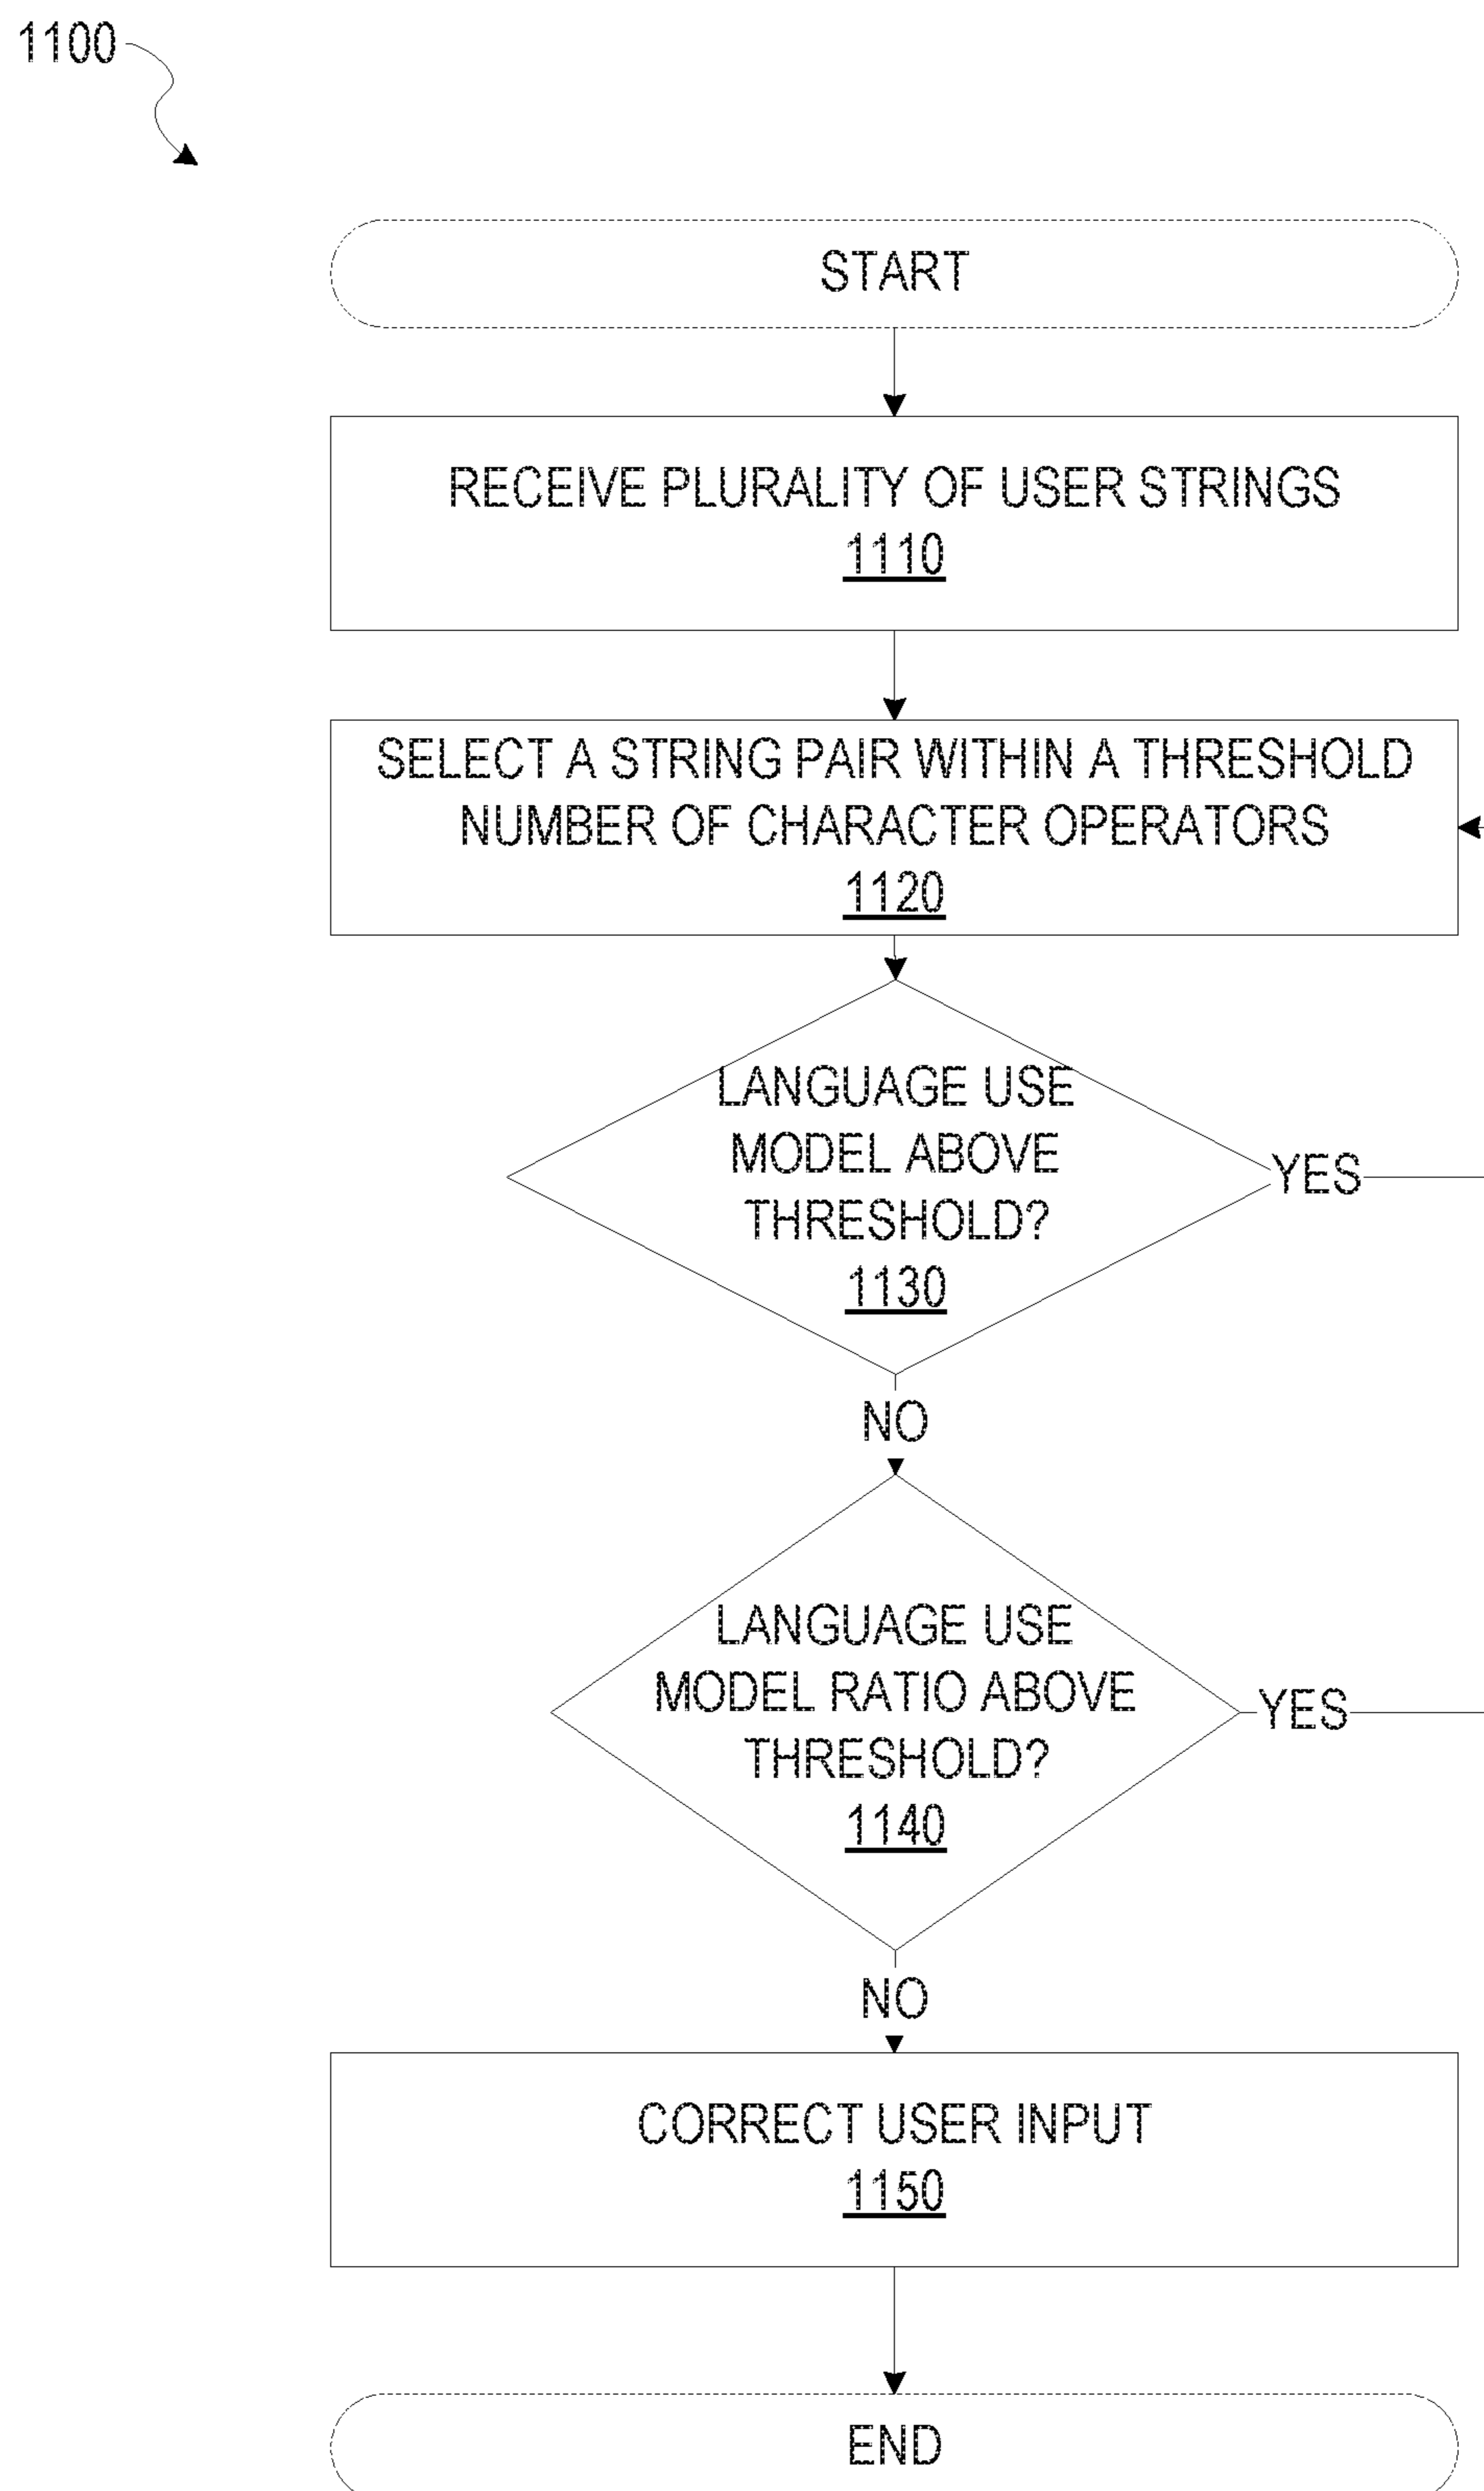 1100
START
RECEIVE PLURALITY OF USER STRINGS
1110
SELECT A STRING PAIR WITHIN A THRESHOLD
NUMBER OF CHARACTER OPERATORS
1120
LANGUAGE USE
MODEL ABOVE
THRESHOLD?
1130
YES
NO
LANGUAGE USE
MODEL RATIO ABOVE
THRESHOLD?
1140
YES
NO
CORRECT USER INPUT
1150
END